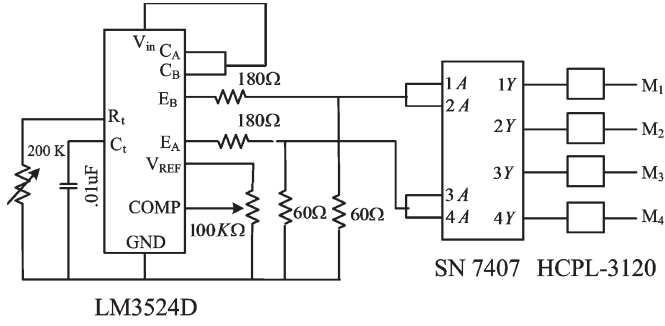 Vin
CA
CB
180Ω
EB
Rt
180Ω
EA
Ct
VREF
200 K
.01uF
COMP
100KΩ
60Ω
60Ω
GND
1A
1Y
M1
2A
2Y
M2
3A
3Y
M3
4A
4Y
M4
SN 7407
HCPL-3120
LM3524D